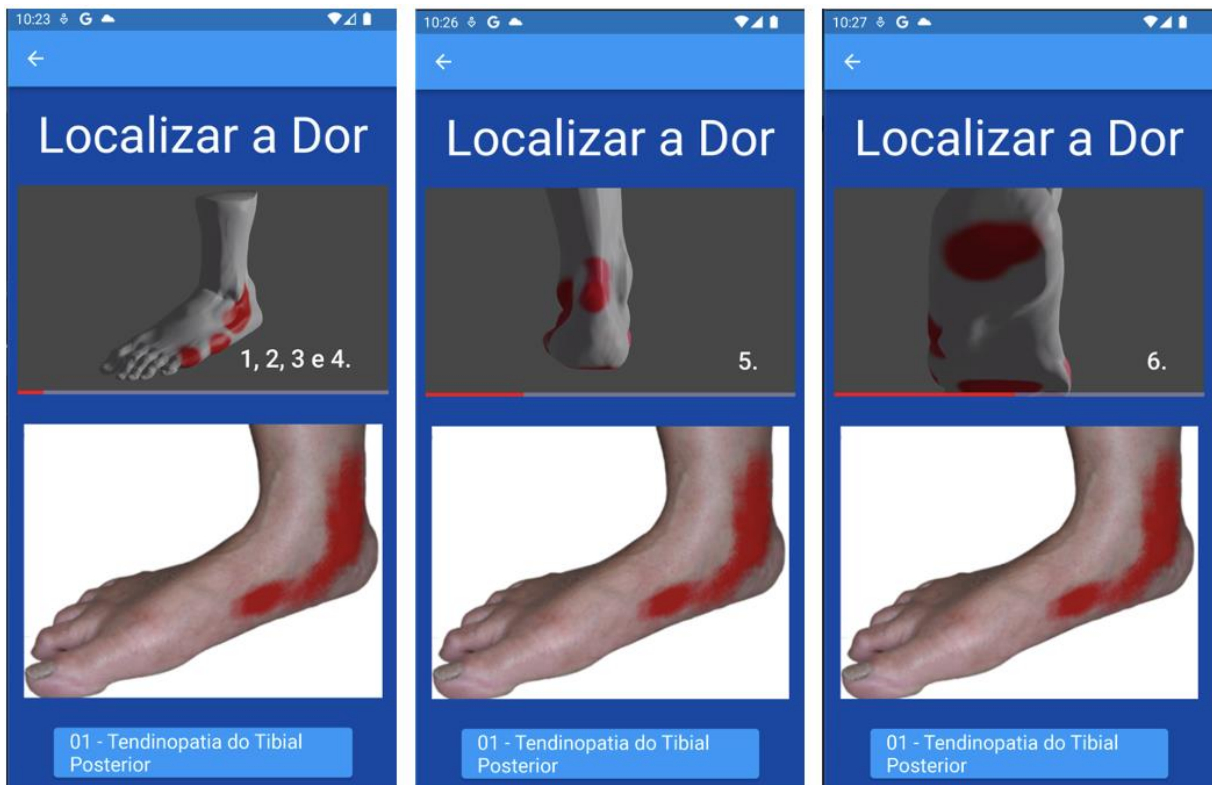 10:23 G
Localizar a Dor
1, 2, 3 e 4.
01 - Tendinopatia do Tibial
Posterior
10:26 G
Localizar a Dor
5.
01 - Tendinopatia do Tibial
Posterior
10:27 G
Localizar a Dor
6.
01 - Tendinopatia do Tibial
Posterior